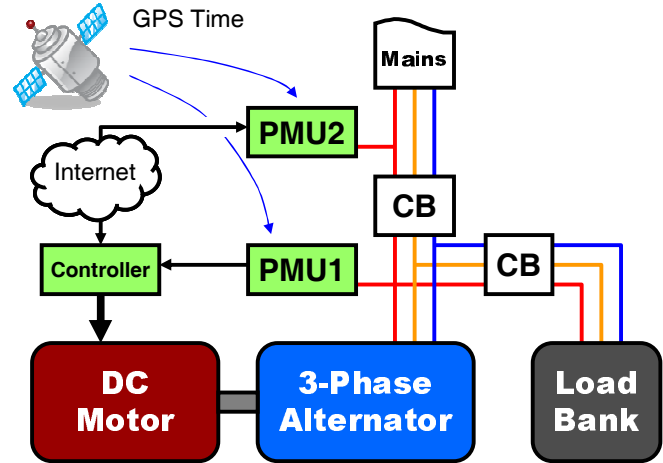 GPS Time
Mains
PMU2
Internet
CB
CB
Controller
PMU1
DC
Motor
3-Phase
Alternator
Load
Bank